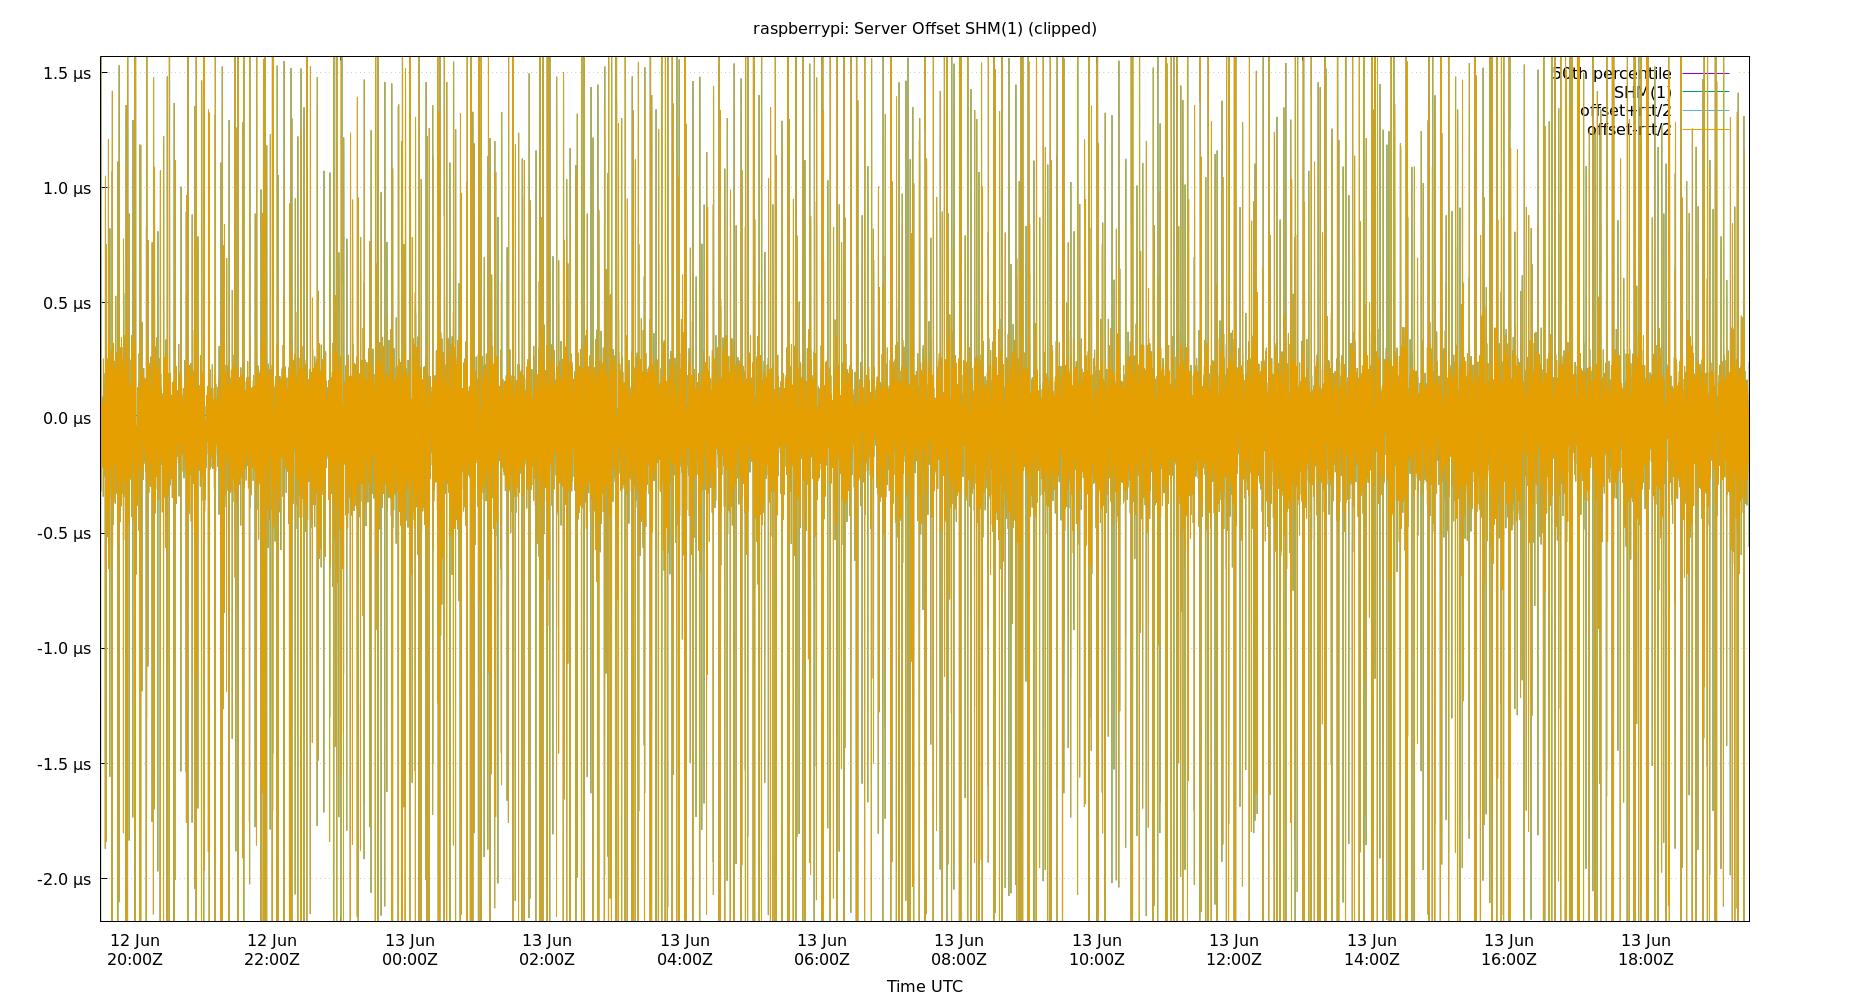 raspberrypi: Server Offset SHM(1) (clipped)
1.5 µs
1.0 µs
0.5 µs
0.0 µs
-0.5 µs
-1.0 µs
-1.5 µs
-2.0 µs
50th percentile
SHM(1)
offset+rtt/2
offset-rtt/2
12 Jun 12 Jun 13 Jun 13 Jun 13 Jun 13 Jun 13 Jun 13 Jun 13 Jun 13 Jun 13 Jun 13 Jun
20:00Z 22:00Z 00:00Z 02:00Z 04:00Z 06:00Z 08:00Z 10:00Z 12:00Z 14:00Z 16:00Z 18:00Z
Time UTC